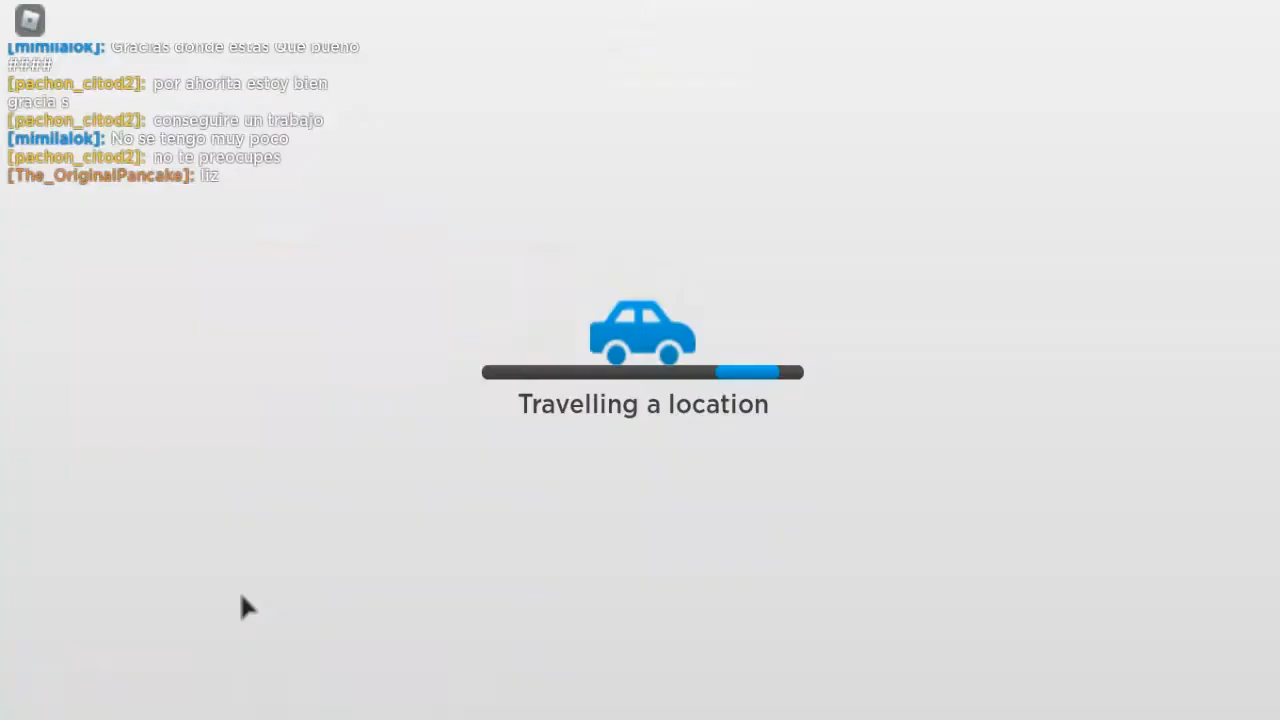 [mimilalok]: Gracias donde estas Que bueno
####
[pachon_citod2]: por ahorita estoy bien
gracia s
[pachon_citod2]: conseguire un trabajo
[mimilalok]: No se tengo muy poco
[pachon_citod2]: no te preocupes
[The_OriginalPancake]: liz
Travelling a location